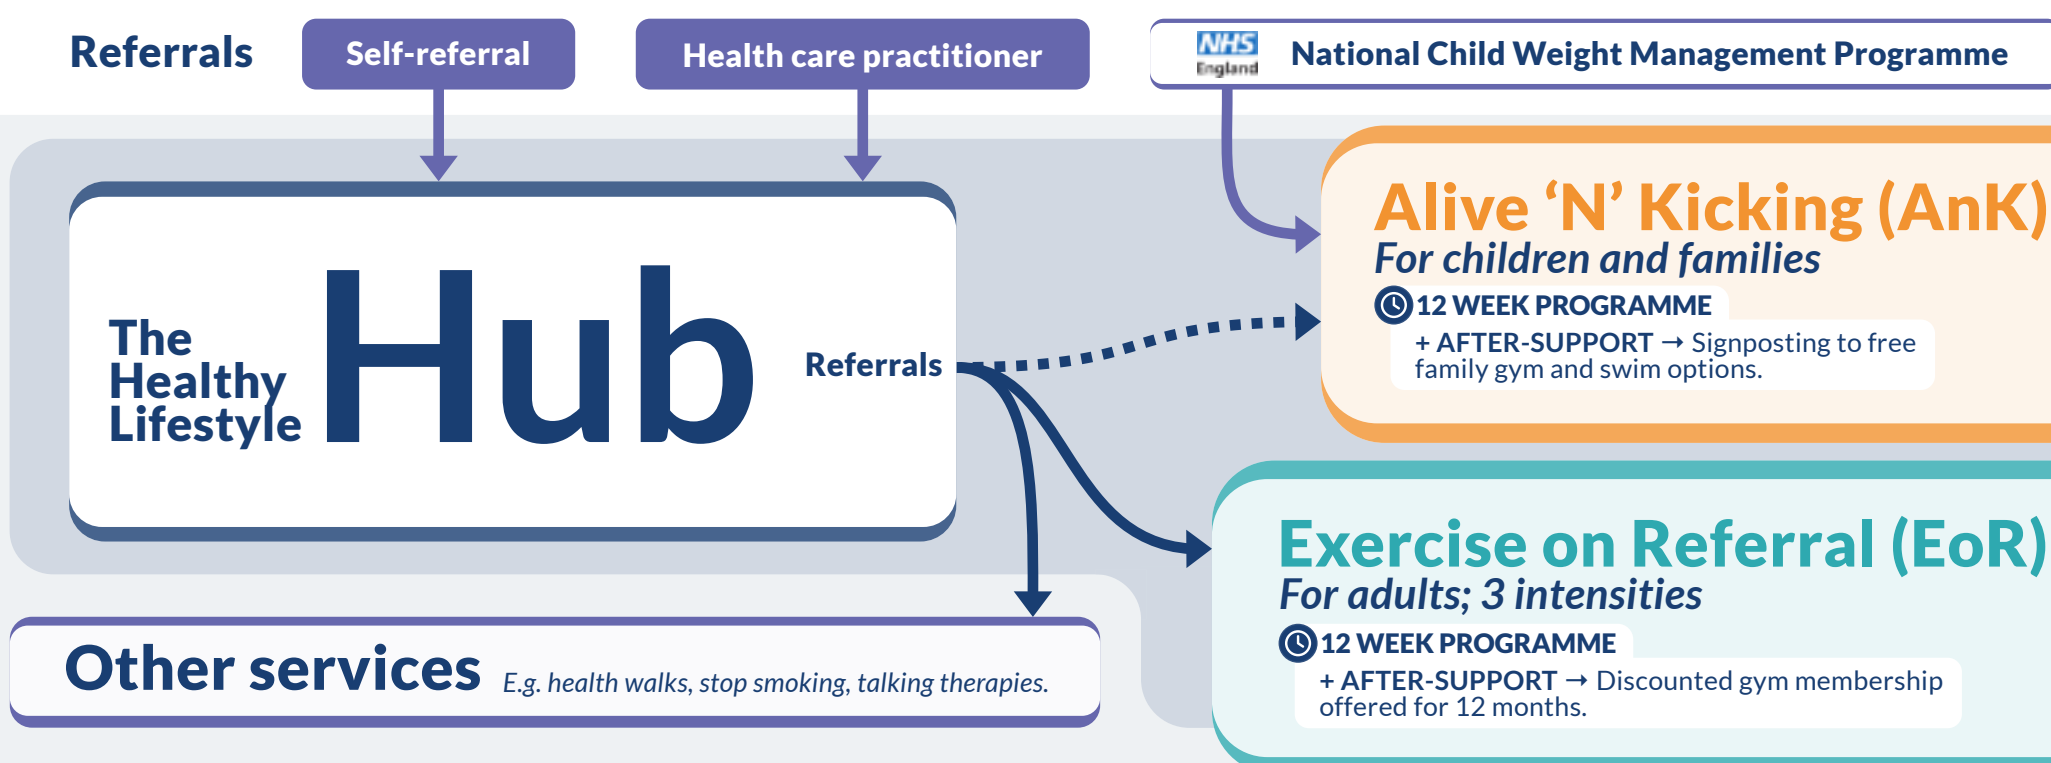 Referrals
Self-referral
Health care practitioner
NHS
England
National Child Weight Management Programme
The
Healthy
Lifestyle
Hub
Referrals
Alive ‘N’ Kicking (AnK)
For children and families
12 WEEK PROGRAMME
+ AFTER-SUPPORT → Signposting to free
family gym and swim options.
Exercise on Referral (EoR)
For adults; 3 intensities
12 WEEK PROGRAMME
+ AFTER-SUPPORT → Discounted gym membership
offered for 12 months.
Other services
E.g. health walks, stop smoking, talking therapies.